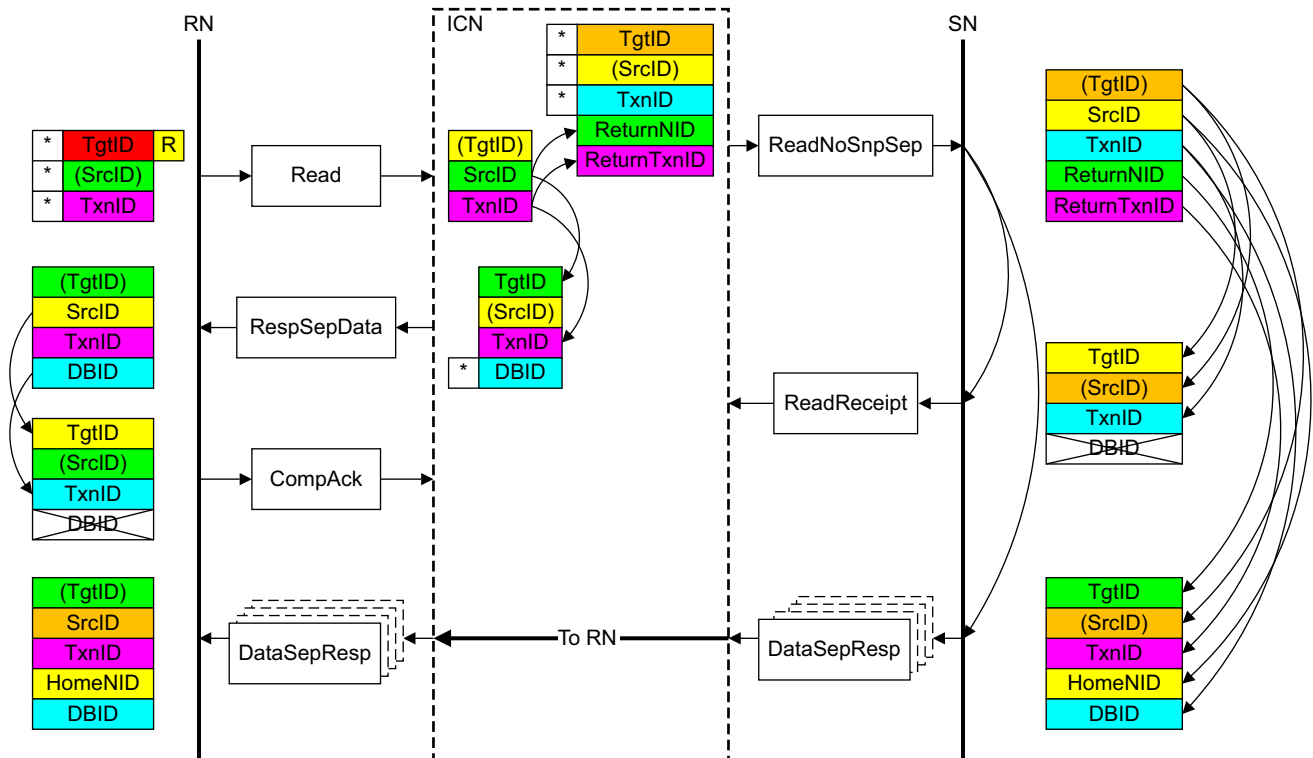 RN
ICN
SN
* TgtID
* (SrcID)
* TxnID
ReturnNID
ReturnTxnID
* TgtID R
* (SrcID)
* TxnID
Read
(TgtID)
SrcID
TxnID
ReadNoSnpSep
(TgtID)
SrcID
TxnID
ReturnNID
ReturnTxnID
(TgtID)
SrcID
TxnID
DBID
RespSepData
TgtID
(SrcID)
TxnID
* DBID
ReadReceipt
TgtID
(SrcID)
TxnID
DBID
TgtID
(SrcID)
TxnID
DBID
CompAck
(TgtID)
SrcID
TxnID
HomeNID
DBID
DataSepResp
To RN
DataSepResp
TgtID
(SrcID)
TxnID
HomeNID
DBID